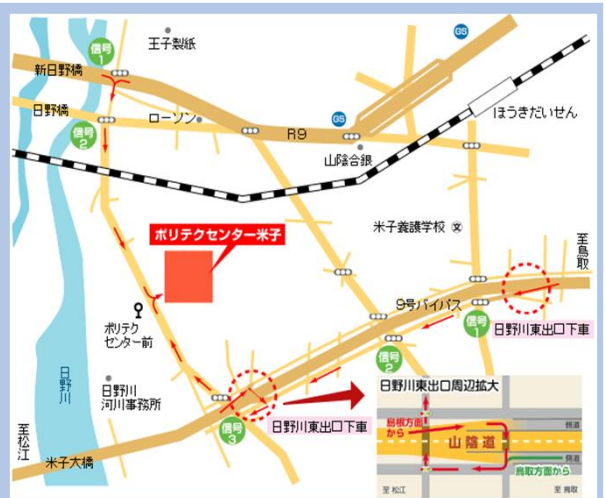 王子製紙
GS
信号
1
新日野橋
日野橋
ローソン
GS
ほうきだいせん
信号
2
R9
山陰合銀
ポリテクセンター米子
米子養護学校
文
至鳥取
9号バイパス
ポリテク
センター前
信号
1
日野川東出口下車
信号
2
日野川
日野川
河川事務所
至松江
信号
3
日野川東出口下車
米子大橋
日野川東出口周辺拡大
島根方面
から
側道
山陰道
側道
鳥取方面から
至 松江
至 鳥取